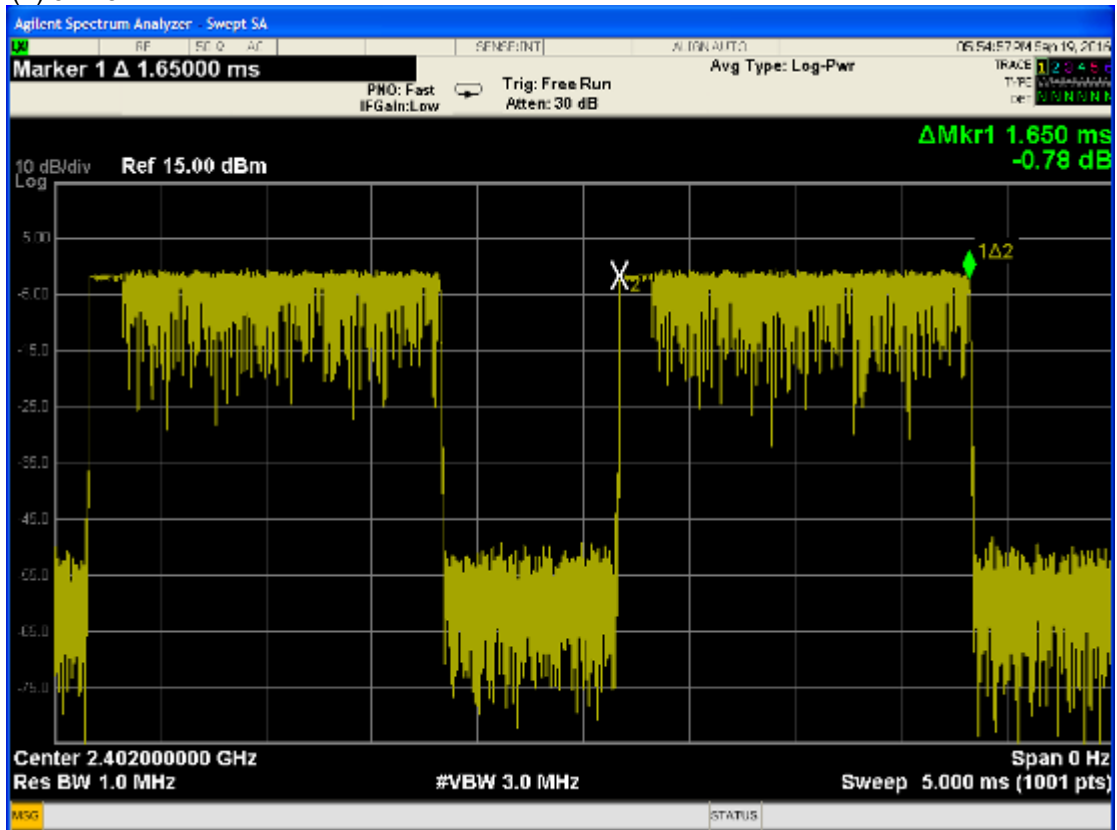 Agilent Spectrum Analyzer - Swept SA
RF 50 Ω AC SENSE:INT ALIGN AUTO 05:54:57 PM Sep 19, 2016
Marker 1 Δ 1.65000 ms
PNO: Fast
IFGain:Low
Trig: Free Run
Atten: 30 dB
Avg Type: Log-Pwr
TRACE 1 2 3 4 5 6
TYPE
DET N N N N N N
ΔMkr1 1.650 ms
-0.78 dB
10 dB/div
Log
Ref 15.00 dBm
5.00
-5.00
-15.0
-25.0
-35.0
-45.0
-55.0
-65.0
-75.0
X2
1Δ2
Center 2.402000000 GHz
Span 0 Hz
Res BW 1.0 MHz
#VBW 3.0 MHz
Sweep 5.000 ms (1001 pts)
MSG
STATUS